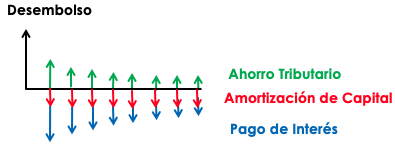 Desembolso
Ahorro Tributario
Amortización de Capital
Pago de Interés